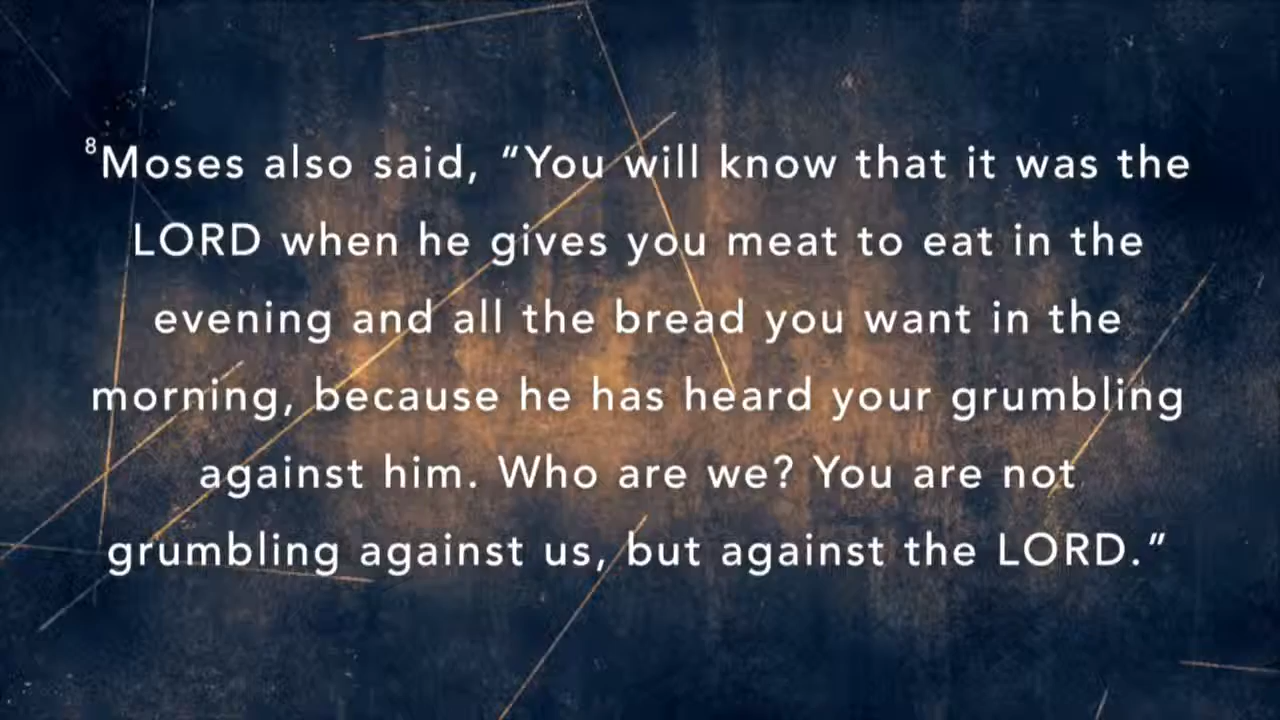 ⁸Moses also said, “You will know that it was the
LORD when he gives you meat to eat in the
evening and all the bread you want in the
morning, because he has heard your grumbling
against him. Who are we? You are not
grumbling against us, but against the LORD.”